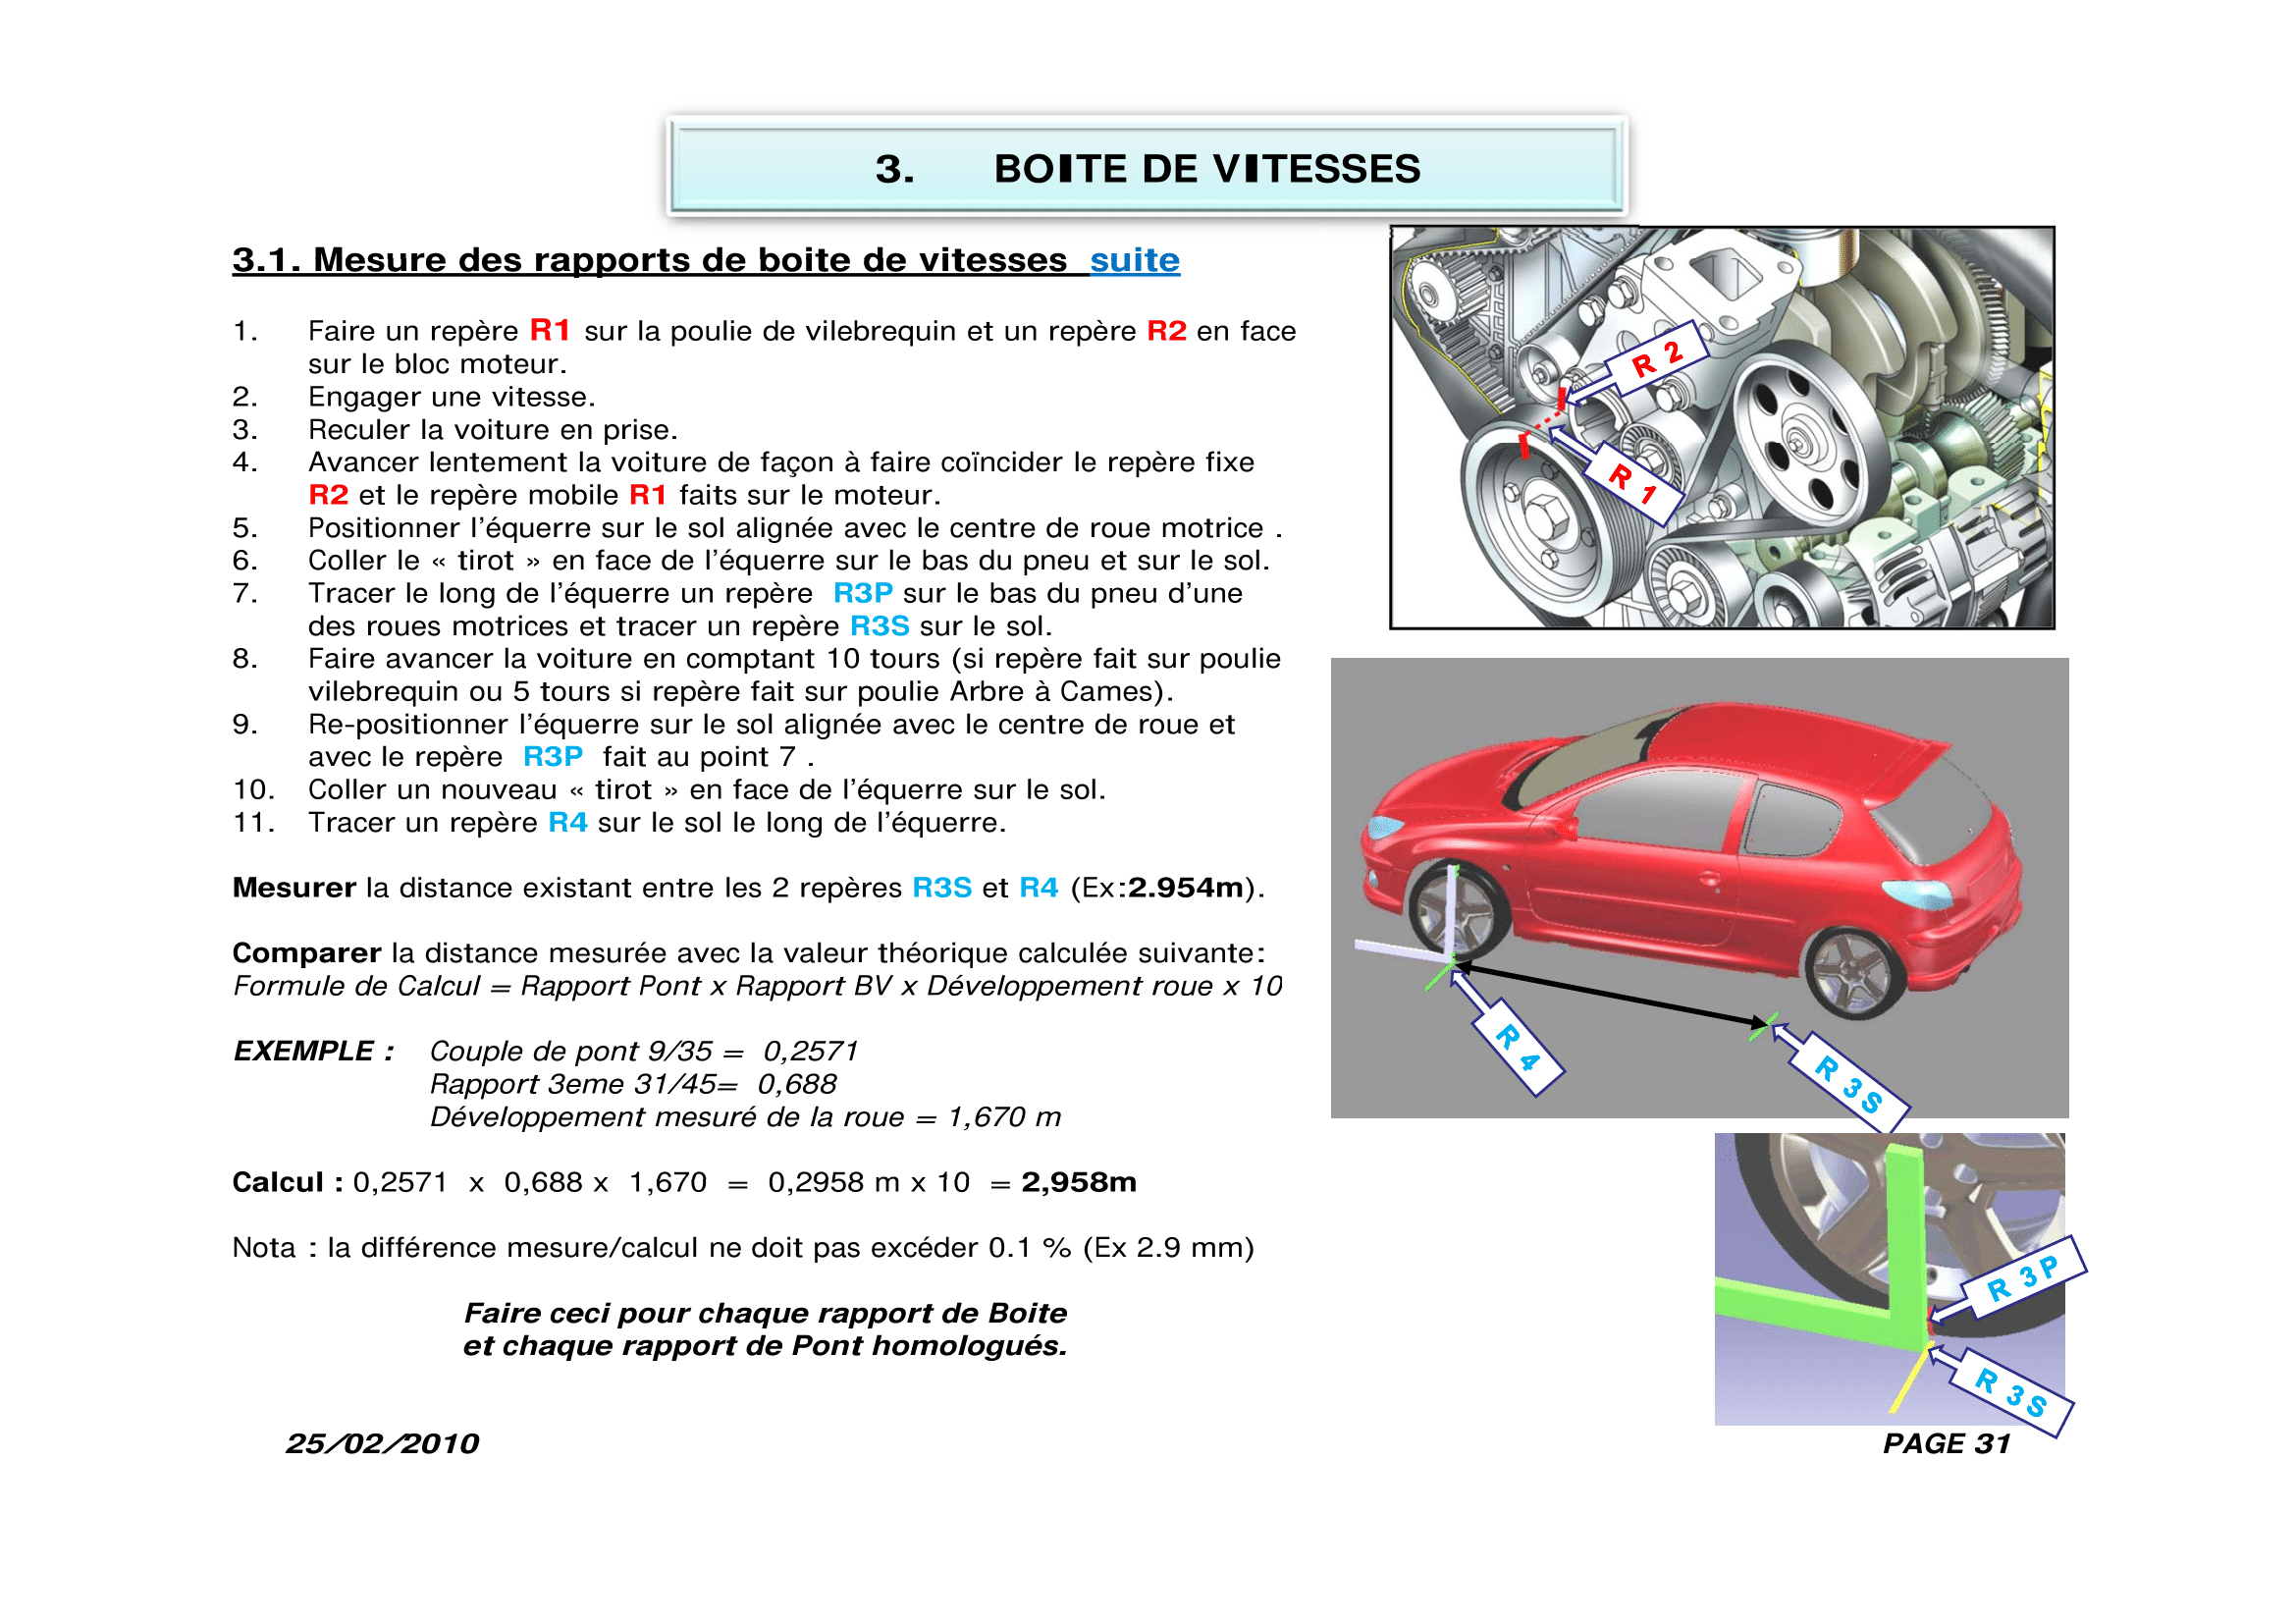 3. BOITE DE VITESSES
3.1. Mesure des rapports de boite de vitesses suite
1. Faire un repère R1 sur la poulie de vilebrequin et un repère R2 en face
sur le bloc moteur.
2. Engager une vitesse.
3. Reculer la voiture en prise.
4. Avancer lentement la voiture de façon à faire coïncider le repère fixe
R2 et le repère mobile R1 faits sur le moteur.
5. Positionner l'équerre sur le sol alignée avec le centre de roue motrice .
6. Coller le « tirot » en face de l'équerre sur le bas du pneu et sur le sol.
7. Tracer le long de l'équerre un repère R3P sur le bas du pneu d'une
des roues motrices et tracer un repère R3S sur le sol.
8. Faire avancer la voiture en comptant 10 tours (si repère fait sur poulie
vilebrequin ou 5 tours si repère fait sur poulie Arbre à Cames).
9. Re-positionner l'équerre sur le sol alignée avec le centre de roue et
avec le repère R3P fait au point 7 .
10. Coller un nouveau « tirot » en face de l'équerre sur le sol.
11. Tracer un repère R4 sur le sol le long de l'équerre.
Mesurer la distance existant entre les 2 repères R3S et R4 (Ex:2.954m).
Comparer la distance mesurée avec la valeur théorique calculée suivante:
Formule de Calcul = Rapport Pont x Rapport BV x Développement roue x 10
EXEMPLE : Couple de pont 9/35 = 0,2571
Rapport 3eme 31/45= 0,688
Développement mesuré de la roue = 1,670 m
Calcul : 0,2571 x 0,688 x 1,670 = 0,2958 m x 10 = 2,958m
Nota : la différence mesure/calcul ne doit pas excéder 0.1 % (Ex 2.9 mm)
Faire ceci pour chaque rapport de Boite
et chaque rapport de Pont homologués.
R 2
R 1
R 4
R 3S
R 3P
R 3S
25/02/2010
PAGE 31